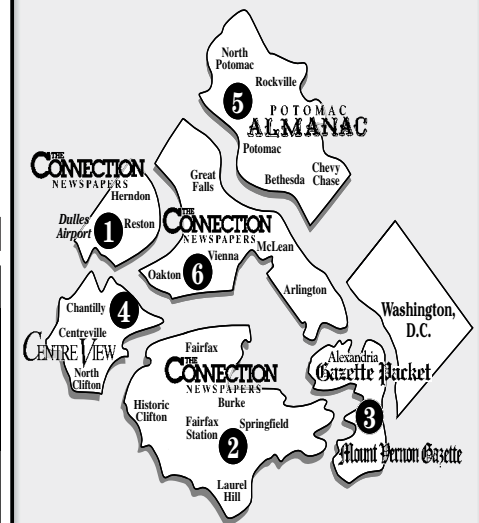 North
Potomac
Rockville
5
POTOMAC
ALMANAC
Potomac
Bethesda
Chevy
Chase
THE
CONNECTION
NEWSPAPERS
Herndon
Dulles
Airport
1
Reston
Great
Falls
THE
CONNECTION
NEWSPAPERS
Vienna
McLean
Oakton
6
Arlington
Chantilly
4
Centreville
CENTRE VIEW
North
Clifton
Washington,
D.C.
Fairfax
THE
CONNECTION
NEWSPAPERS
Burke
Historic
Clifton
Fairfax
Station
Springfield
2
Laurel
Hill
Alexandria
Gazette Packet
3
Mount Vernon Gazette